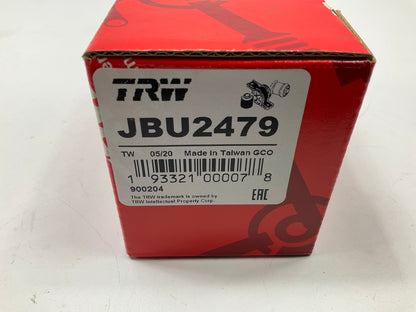 TRW
JBU2479
TW 05/20 Made In Taiwan GCO
1 93321 00007 8
900204
The TRW trademark is owned by
TRW Intellectual Property Corp.
EAC